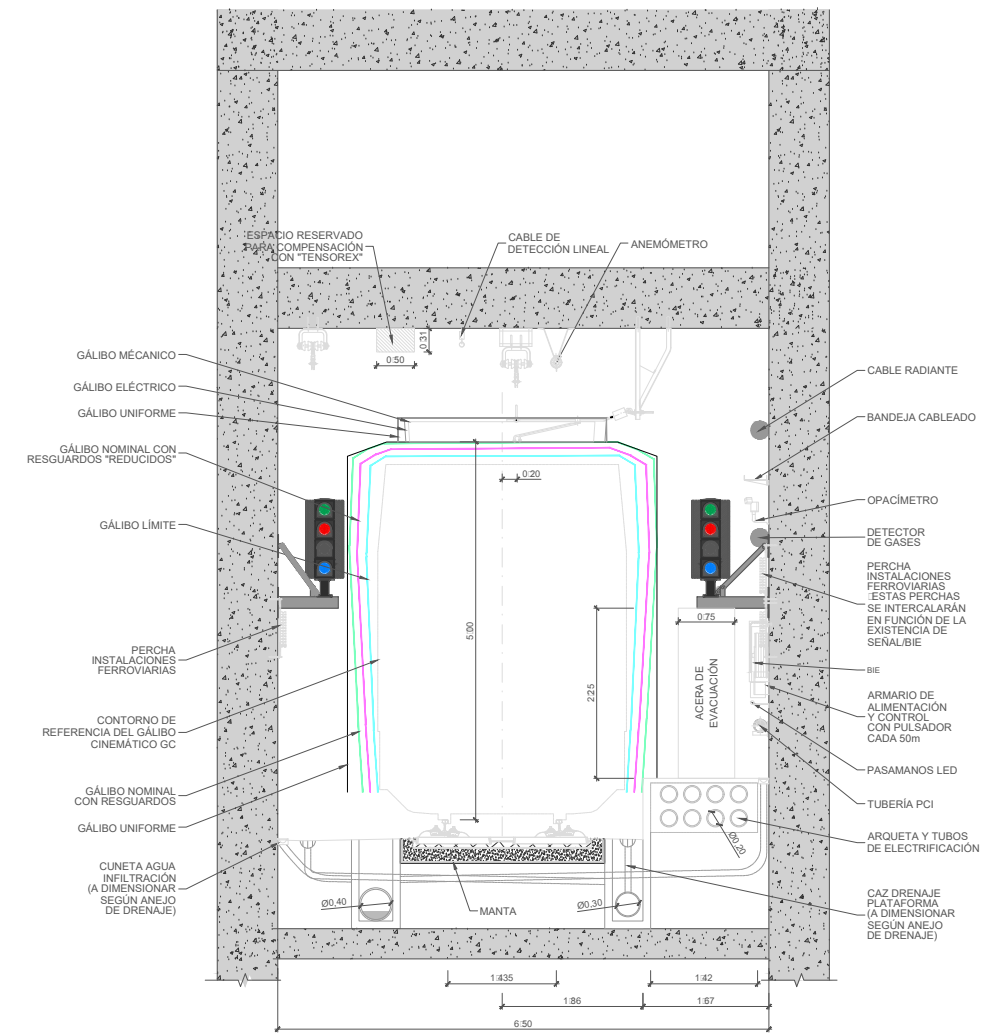 ESPACIO RESERVADO
PARA COMPENSACIÓN
CON "TENSOREX"
CABLE DE
DETECCIÓN LINEAL
ANEMÓMETRO
0.31
0.50
GÁLIBO MÉCANICO
GÁLIBO ELÉCTRICO
GÁLIBO UNIFORME
GÁLIBO NOMINAL CON
RESGUARDOS "REDUCIDOS"
GÁLIBO LÍMITE
PERCHA
INSTALACIONES
FERROVIARIAS
CONTORNO DE
REFERENCIA DEL GÁLIBO
CINEMÁTICO GC
GÁLIBO NOMINAL
CON RESGUARDOS
GÁLIBO UNIFORME
CUNETA AGUA
INFILTRACIÓN
(A DIMENSIONAR
SEGÚN ANEJO
DE DRENAJE)
0.20
5.00
2.25
0.75
ACERA DE
EVACUACIÓN
CABLE RADIANTE
BANDEJA CABLEADO
OPACÍMETRO
DETECTOR
DE GASES
PERCHA
INSTALACIONES
FERROVIARIAS
ESTAS PERCHAS
SE INTERCALARÁN
EN FUNCIÓN DE LA
EXISTENCIA DE
SEÑAL/BIE
BIE
ARMARIO DE
ALIMENTACIÓN
Y CONTROL
CON PULSADOR
CADA 50m
PASAMANOS LED
TUBERÍA PCI
ARQUETA Y TUBOS
DE ELECTRIFICACIÓN
CAZ DRENAJE
PLATAFORMA
(A DIMENSIONAR
SEGÚN ANEJO
DE DRENAJE)
Ø0,20
Ø0,40
MANTA
Ø0,30
1.435
1.42
1.86
1.67
6.50